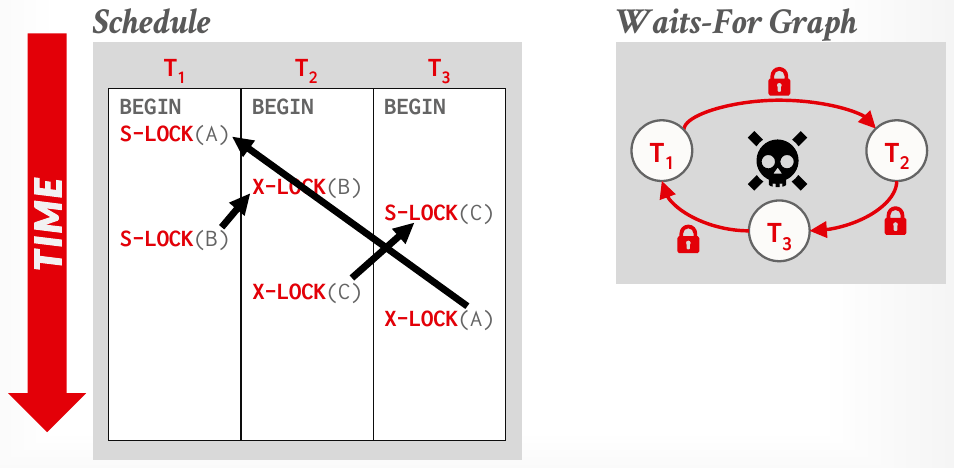 Schedule
Waits-For Graph
TIME
T1 T2 T3
BEGIN BEGIN BEGIN
S-LOCK(A)
X-LOCK(B)
S-LOCK(C)
S-LOCK(B)
X-LOCK(C)
X-LOCK(A)
T1
T2
T3